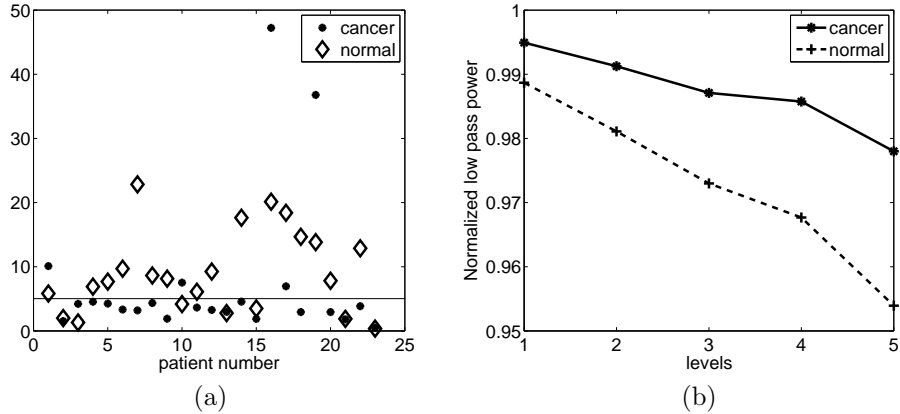 50
40
30
20
10
0
0 5 10 15 20 25
patient number
cancer
normal
(a)
1
0.99
0.98
0.97
0.96
0.95
Normalized low pass power
1 2 3 4 5
levels
cancer
normal
(b)